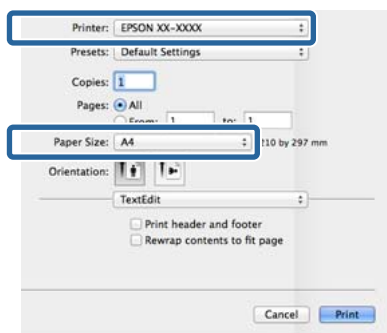 Printer: EPSON XX-XXXX
Presets: Default Settings
Copies: 1
Pages: All
From: 1 to: 1
Paper Size: A4 210 by 297 mm
Orientation:
TextEdit
Print header and footer
Rewrap contents to fit page
Cancel Print